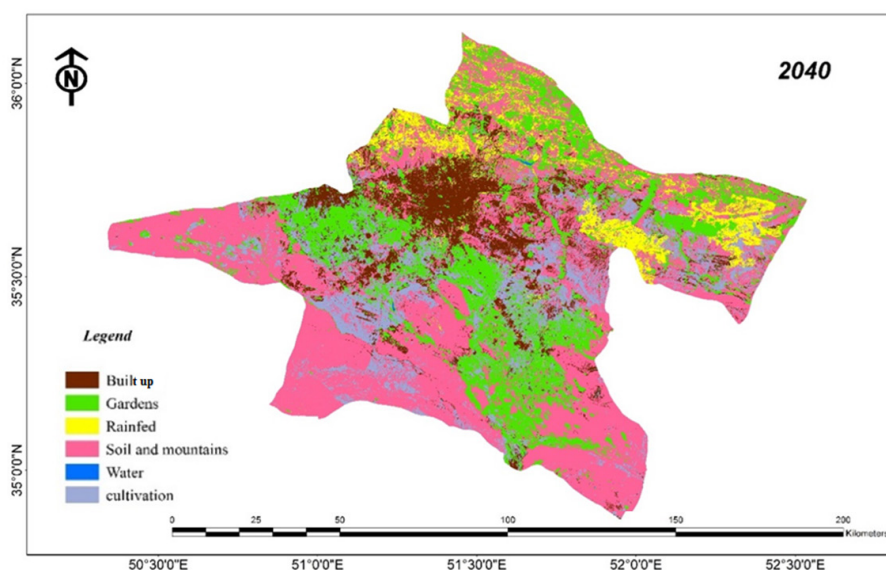 2040
N
36°0'0"N
35°30'0"N
35°0'0"N
Legend
Built up
Gardens
Rainfed
Soil and mountains
Water
cultivation
0 25 50 100 150 200
Kilometers
50°30'0"E 51°0'0"E 51°30'0"E 52°0'0"E 52°30'0"E